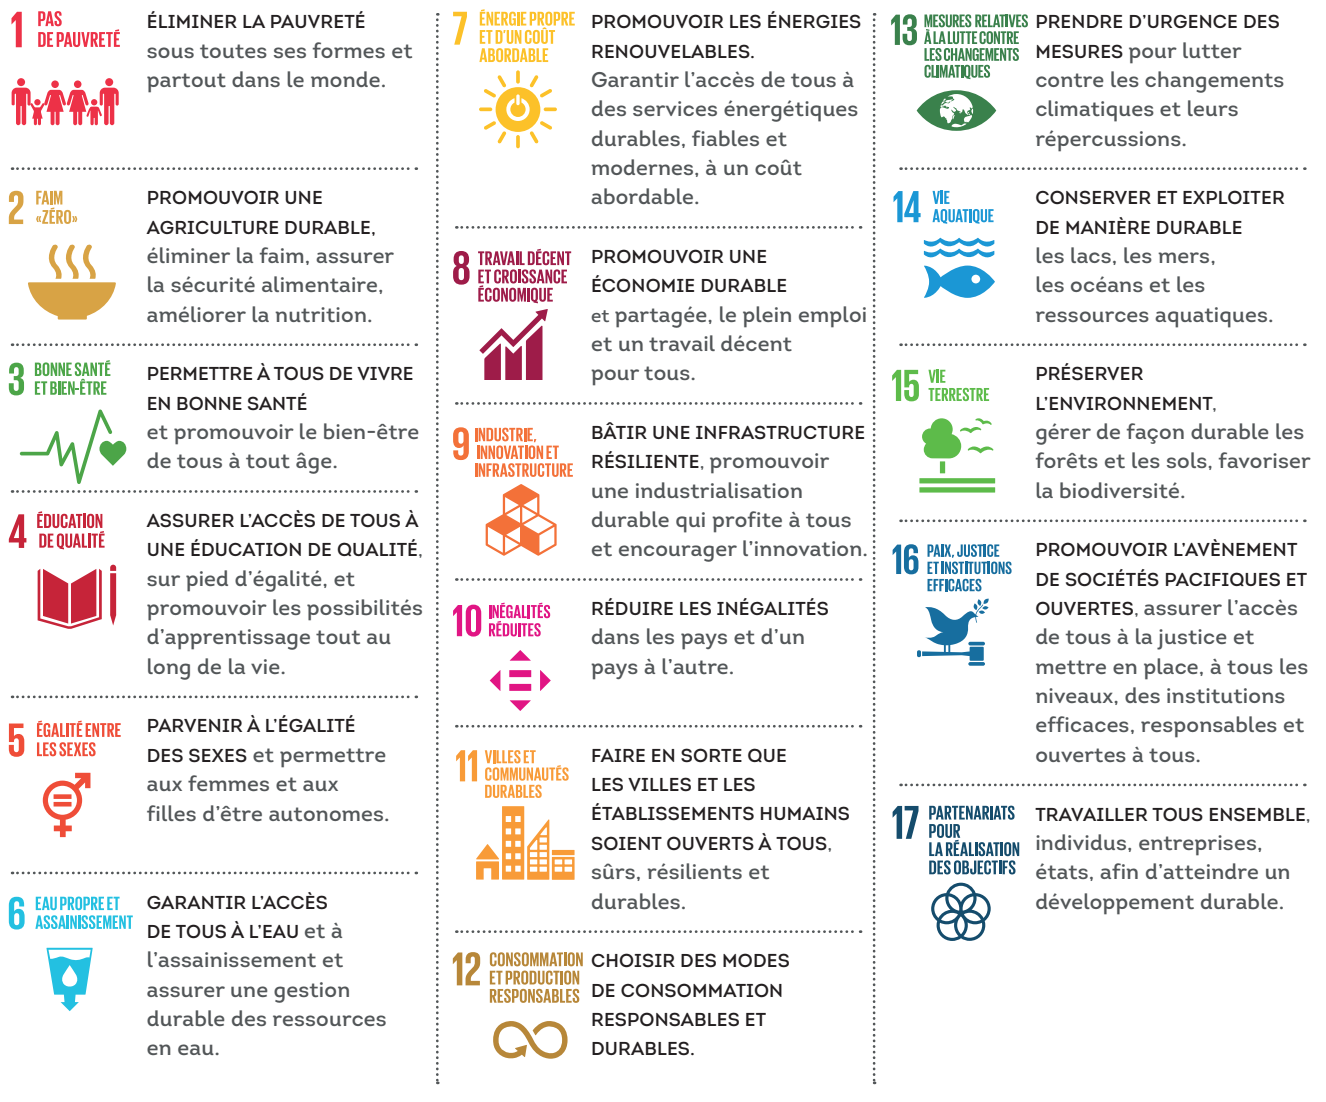 1 PAS
DE PAUVRETÉ
ÉLIMINER LA PAUVRETÉ
sous toutes ses formes et
partout dans le monde.
2 FAIM
«ZÉRO»
PROMOUVOIR UNE
AGRICULTURE DURABLE,
éliminer la faim, assurer
la sécurité alimentaire,
améliorer la nutrition.
3 BONNE SANTÉ
ET BIEN-ÊTRE
PERMETTRE À TOUS DE VIVRE
EN BONNE SANTÉ
et promouvoir le bien-être
de tous à tout âge.
4 ÉDUCATION
DE QUALITÉ
ASSURER L'ACCÈS DE TOUS À
UNE ÉDUCATION DE QUALITÉ,
sur pied d'égalité, et
promouvoir les possibilités
d'apprentissage tout au
long de la vie.
5 ÉGALITÉ ENTRE
LES SEXES
PARVENIR À L'ÉGALITÉ
DES SEXES et permettre
aux femmes et aux
filles d'être autonomes.
6 EAU PROPRE ET
ASSAINISSEMENT
GARANTIR L'ACCÈS
DE TOUS À L'EAU et à
l'assainissement et
assurer une gestion
durable des ressources
en eau.
7 ÉNERGIE PROPRE
ET D'UN COÛT
ABORDABLE
PROMOUVOIR LES ÉNERGIES
RENOUVELABLES.
Garantir l'accès de tous à
des services énergétiques
durables, fiables et
modernes, à un coût
abordable.
8 TRAVAIL DÉCENT
ET CROISSANCE
ÉCONOMIQUE
PROMOUVOIR UNE
ÉCONOMIE DURABLE
et partagée, le plein emploi
et un travail décent
pour tous.
9 INDUSTRIE,
INNOVATION ET
INFRASTRUCTURE
BÂTIR UNE INFRASTRUCTURE
RÉSILIENTE, promouvoir
une industrialisation
durable qui profite à tous
et encourager l'innovation.
10 INÉGALITÉS
RÉDUITES
RÉDUIRE LES INÉGALITÉS
dans les pays et d'un
pays à l'autre.
11 VILLES ET
COMMUNAUTÉS
DURABLES
FAIRE EN SORTE QUE
LES VILLES ET LES
ÉTABLISSEMENTS HUMAINS
SOIENT OUVERTS À TOUS,
sûrs, résilients et
durables.
12 CONSOMMATION
ET PRODUCTION
RESPONSABLES
CHOISIR DES MODES
DE CONSOMMATION
RESPONSABLES ET
DURABLES.
13 MESURES RELATIVES
À LA LUTTE CONTRE
LES CHANGEMENTS
CLIMATIQUES
PRENDRE D'URGENCE DES
MESURES pour lutter
contre les changements
climatiques et leurs
répercussions.
14 VIE
AQUATIQUE
CONSERVER ET EXPLOITER
DE MANIÈRE DURABLE
les lacs, les mers,
les océans et les
ressources aquatiques.
15 VIE
TERRESTRE
PRÉSERVER
L'ENVIRONNEMENT,
gérer de façon durable les
forêts et les sols, favoriser
la biodiversité.
16 PAIX, JUSTICE
ET INSTITUTIONS
EFFICACES
PROMOUVOIR L'AVÈNEMENT
DE SOCIÉTÉS PACIFIQUES ET
OUVERTES, assurer l'accès
de tous à la justice et
mettre en place, à tous les
niveaux, des institutions
efficaces, responsables et
ouvertes à tous.
17 PARTENARIATS
POUR
LA RÉALISATION
DES OBJECTIFS
TRAVAILLER TOUS ENSEMBLE,
individus, entreprises,
états, afin d'atteindre un
développement durable.